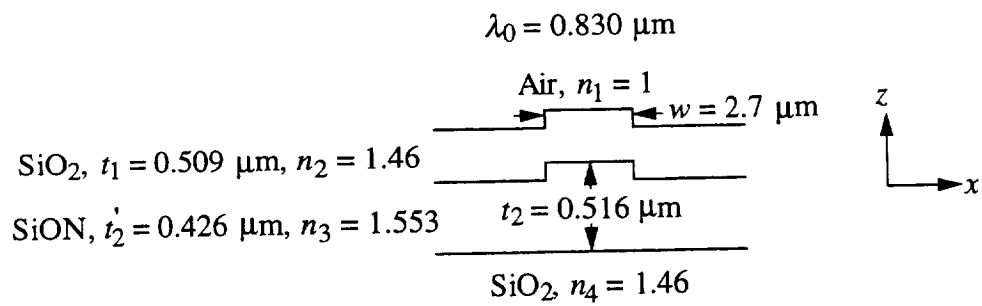 λ₀ = 0.830 μm
Air, n₁ = 1
w = 2.7 μm
z
SiO₂, t₁ = 0.509 μm, n₂ = 1.46
x
t₂ = 0.516 μm
SiON, t₂' = 0.426 μm, n₃ = 1.553
SiO₂, n₄ = 1.46